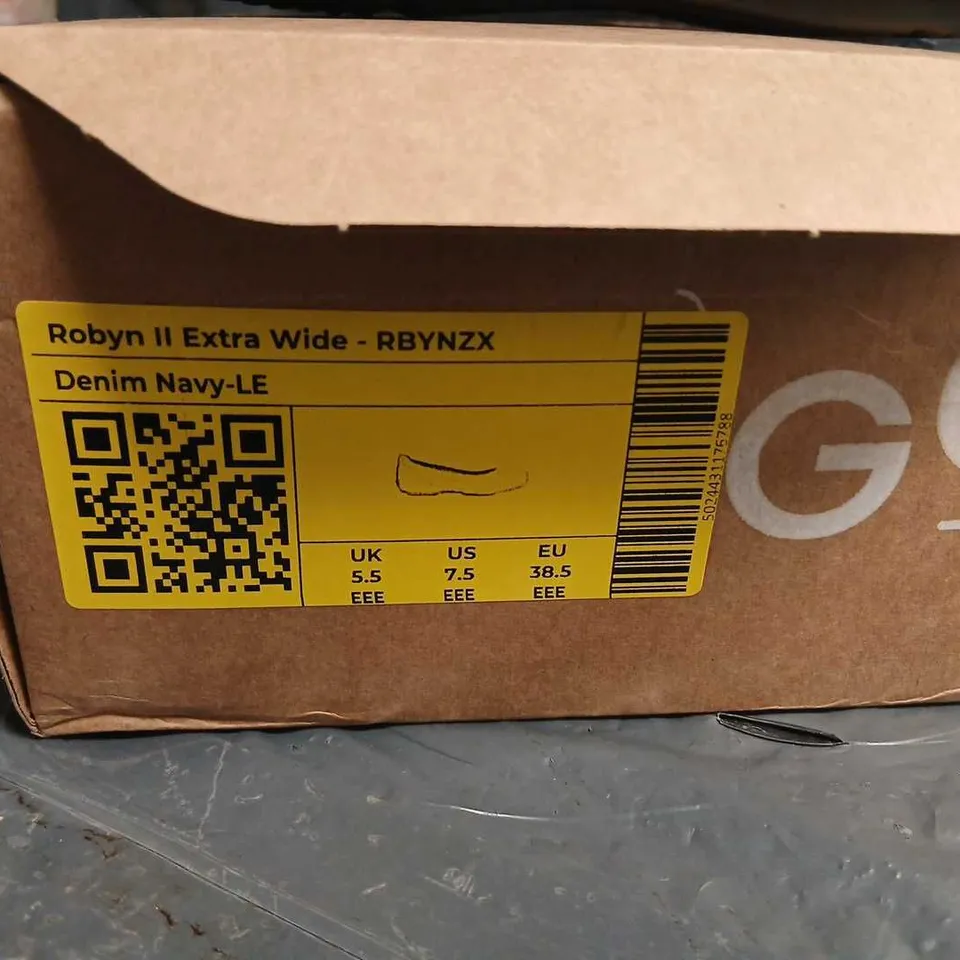 Robyn II Extra Wide - RBYNZX
Denim Navy-LE
UK US EU
5.5 7.5 38.5
EEE EEE EEE
5024431176788
G